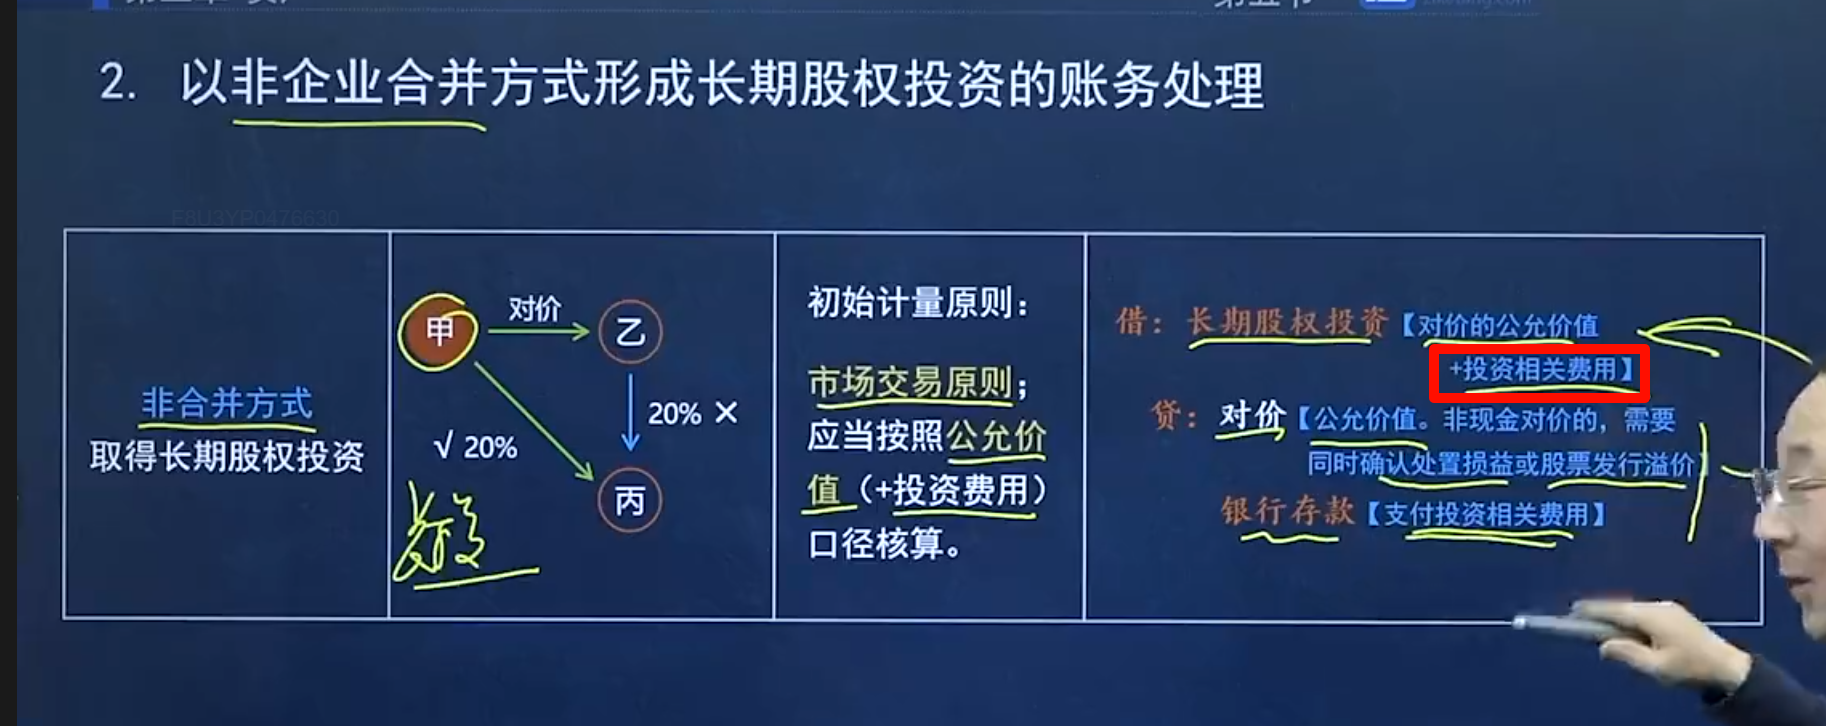 2. 以非企业合并方式形成长期股权投资的账务处理
F8U3YP0476630
非合并方式
取得长期股权投资
甲
对价
乙
20% ×
√ 20%
丙
长投
初始计量原则：
市场交易原则；
应当按照公允价
值（+投资费用）
口径核算。
借：长期股权投资【对价的公允价值
+投资相关费用】
贷：对价【公允价值。非现金对价的，需要
同时确认处置损益或股票发行溢价】
银行存款【支付投资相关费用】